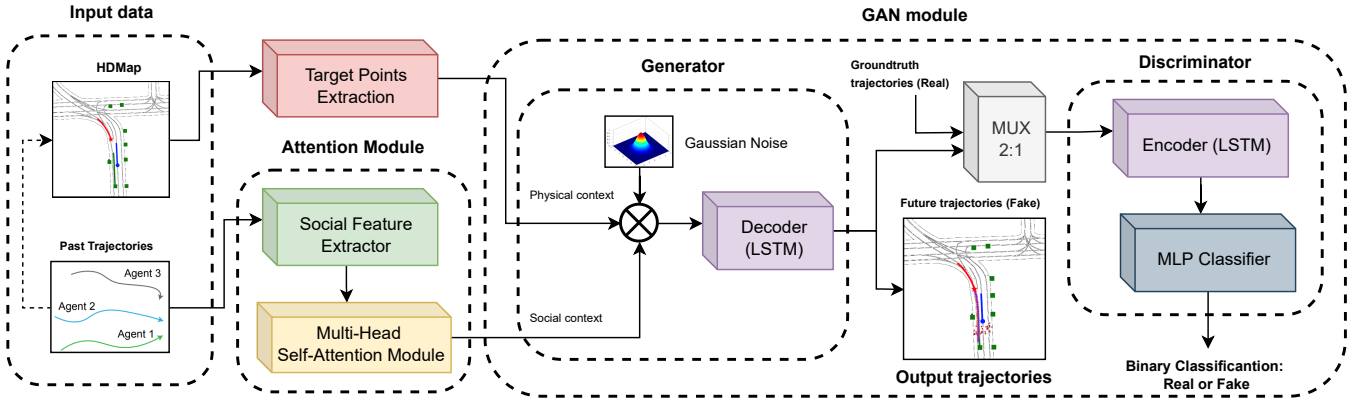 Input data
HDMap
Past Trajectories
Agent 3
Agent 2
Agent 1
Target Points
Extraction
Attention Module
Social Feature
Extractor
Multi-Head
Self-Attention Module
GAN module
Generator
Gaussian Noise
Physical context
Social context
Decoder
(LSTM)
Groundtruth
trajectories (Real)
MUX
2:1
Future trajectories (Fake)
Output trajectories
Discriminator
Encoder (LSTM)
MLP Classifier
Binary Classificantion:
Real or Fake